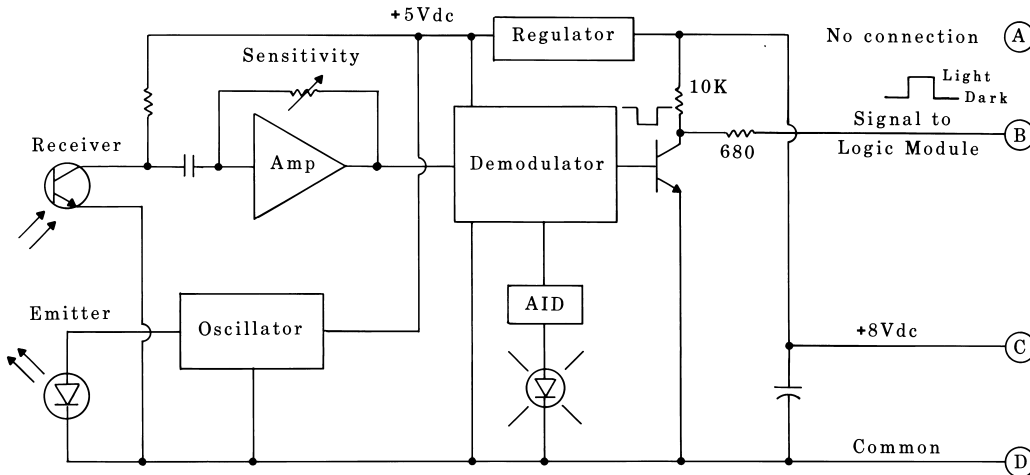 +5Vdc
Regulator
No connection
A
Sensitivity
Light
Dark
10K
Receiver
Amp
Demodulator
680
Signal to
Logic Module
B
Emitter
Oscillator
AID
+8Vdc
C
Common
D